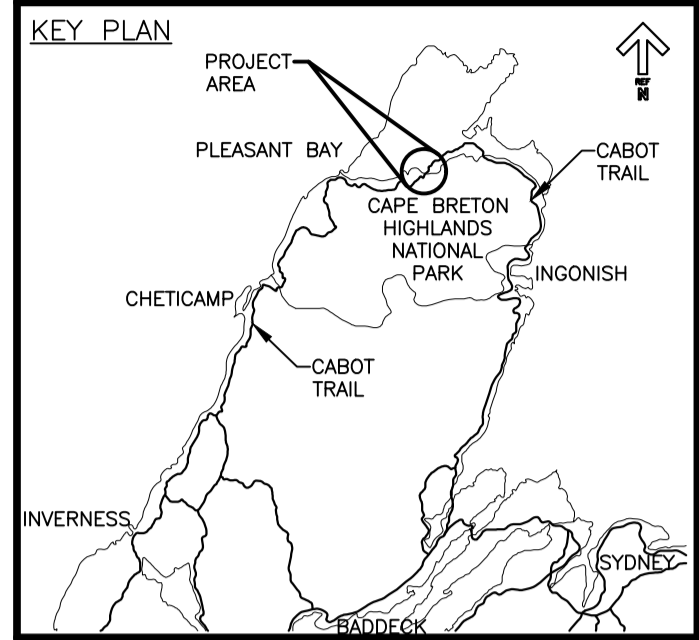 KEY PLAN
PROJECT
AREA
REF
N
PLEASANT BAY
CABOT
TRAIL
CAPE BRETON
HIGHLANDS
NATIONAL
PARK
INGONISH
CHETICAMP
CABOT
TRAIL
INVERNESS
SYDNEY
BADDECK